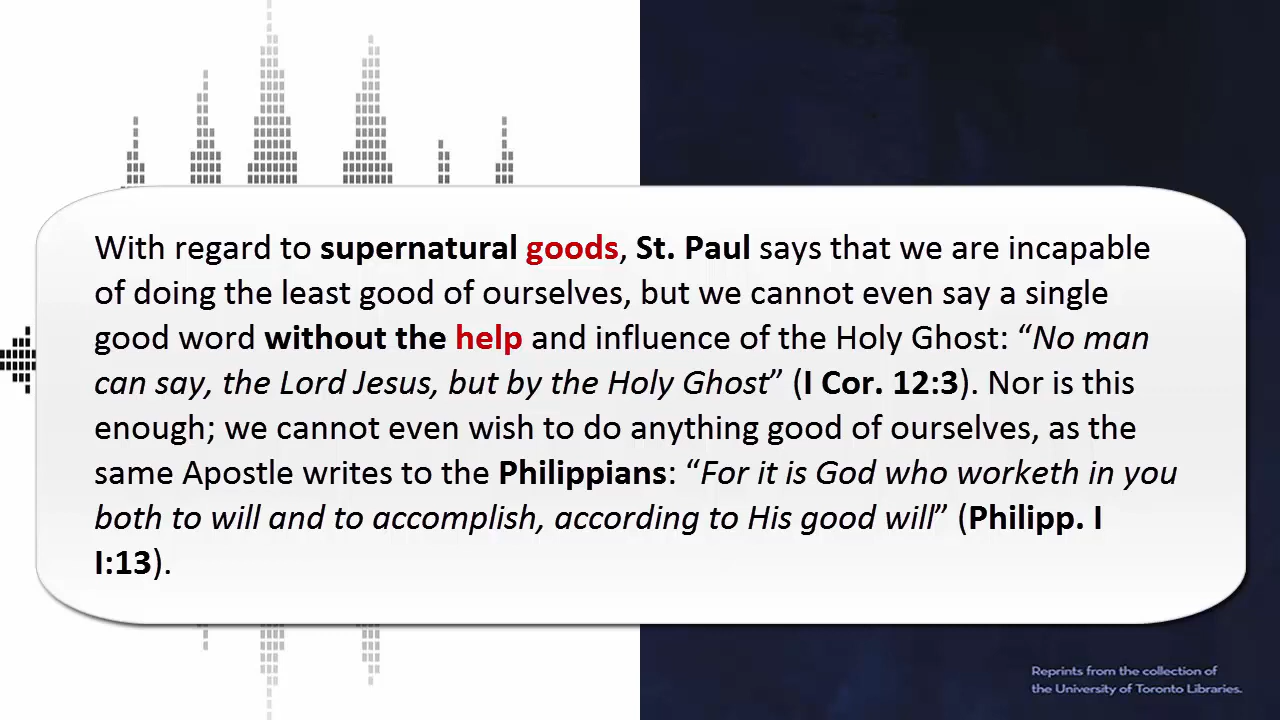 With regard to supernatural goods, St. Paul says that we are incapable
of doing the least good of ourselves, but we cannot even say a single
good word without the help and influence of the Holy Ghost: “No man
can say, the Lord Jesus, but by the Holy Ghost” (I Cor. 12:3). Nor is this
enough; we cannot even wish to do anything good of ourselves, as the
same Apostle writes to the Philippians: “For it is God who worketh in you
both to will and to accomplish, according to His good will” (Philipp. I
I:13).
Reprints from the collection of
the University of Toronto Libraries.